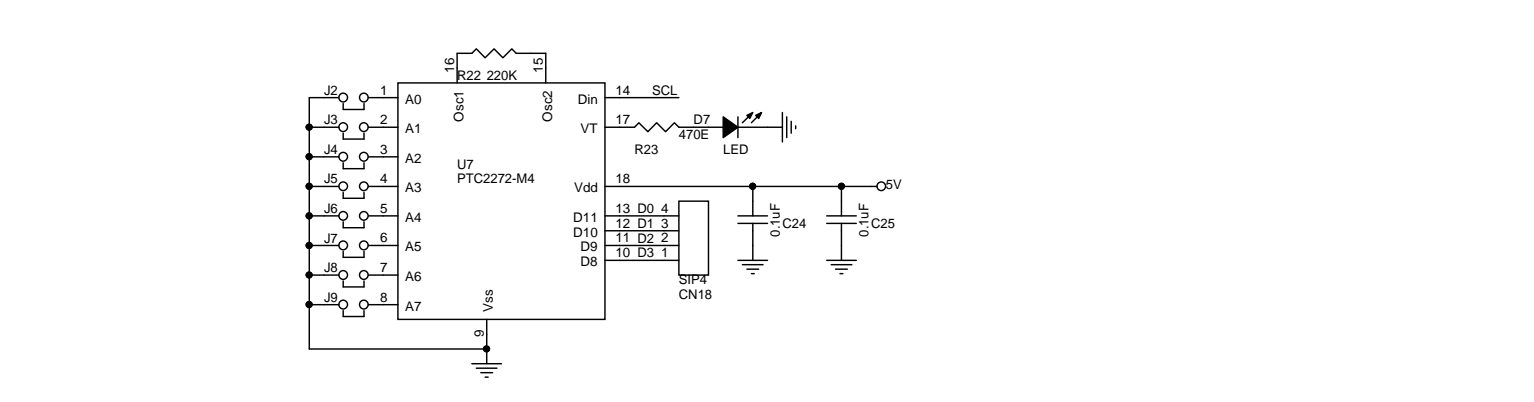 16
15
R22 220K
J2 1 A0 Osc1 Osc2 Din 14 SCL
J3 2 A1 VT 17 D7
470E
R23 LED
J4 3 A2
U7
PTC2272-M4
J5 4 A3 Vdd 18 5V
J6 5 A4 D11 13 D0 4
D10 12 D1 3
0.1uF C24 0.1uF C25
J7 6 A5 D9 11 D2 2
D8 10 D3 1
J8 7 A6
SIP4
CN18
J9 8 A7 Vss
9